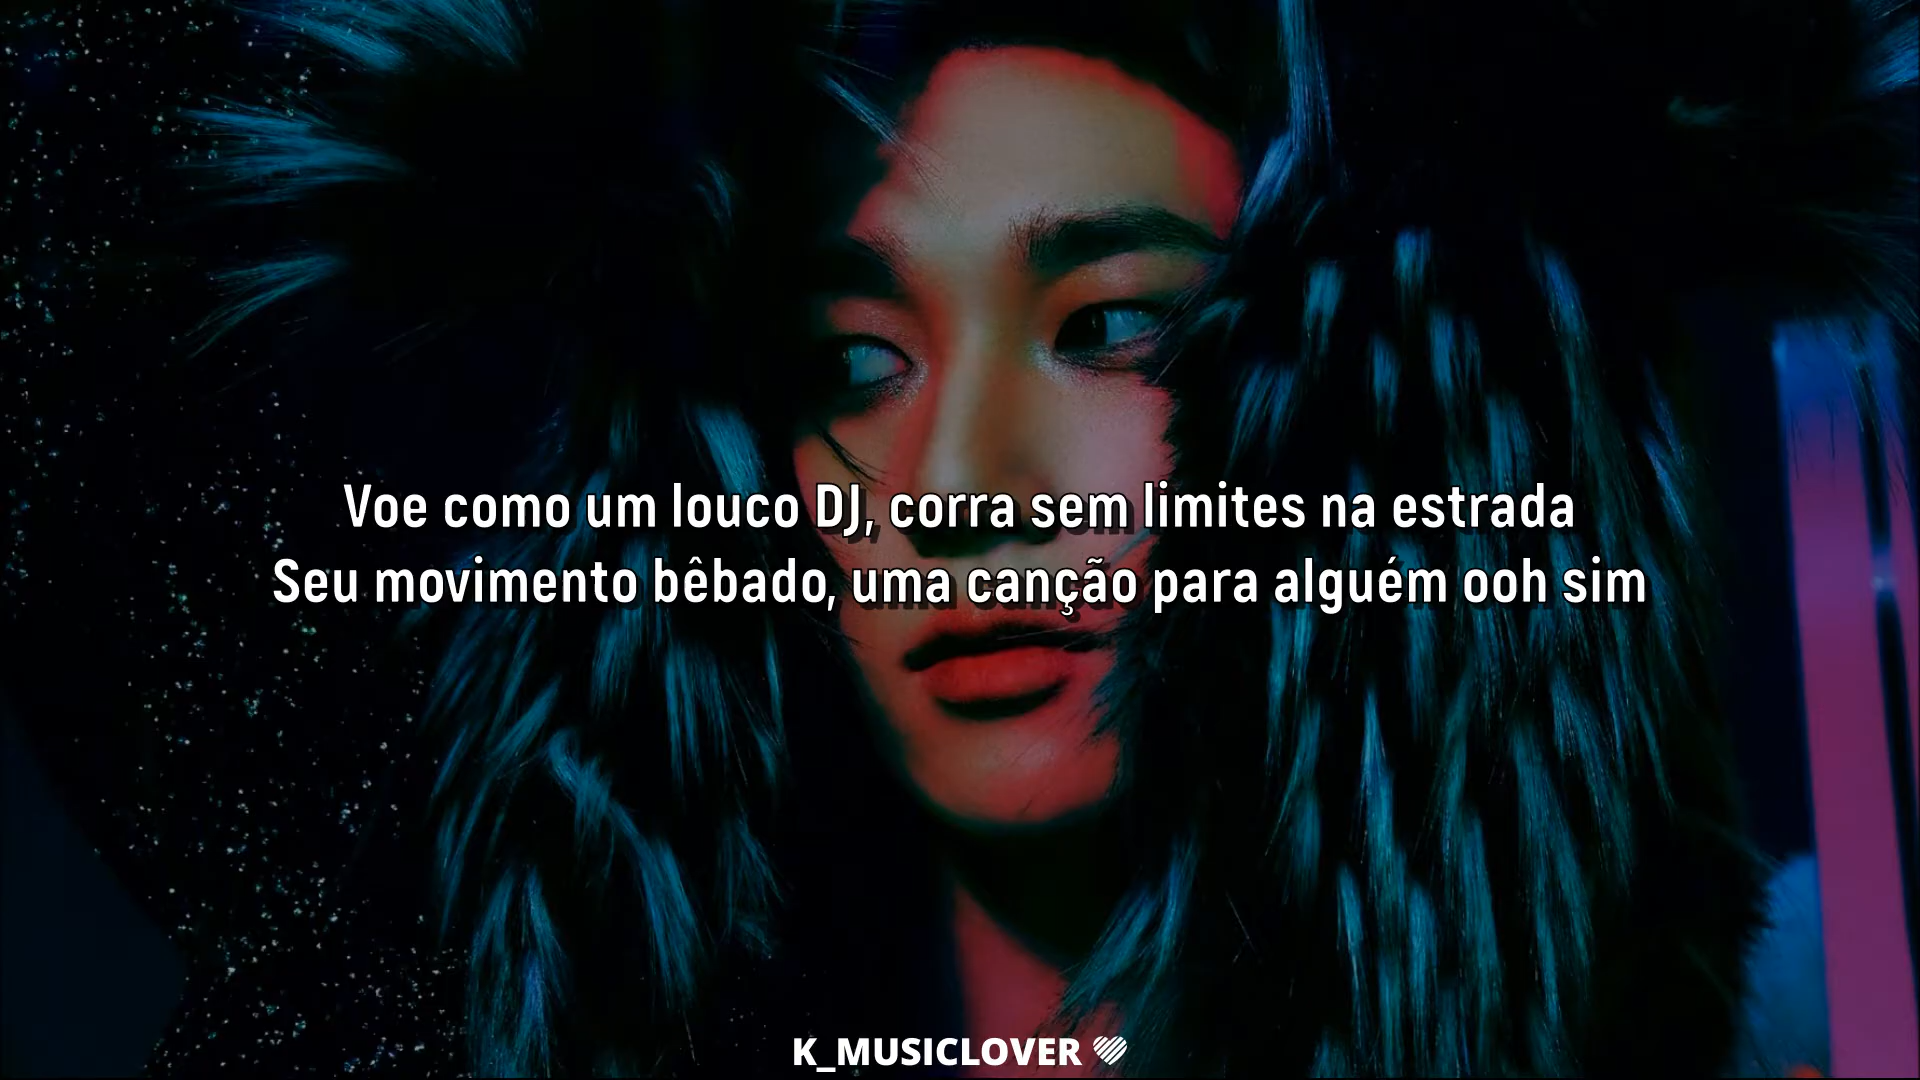 Voe como um louco DJ, corra sem limites na estrada
Seu movimento bêbado, uma canção para alguém ooh sim
K_MUSICLOVER